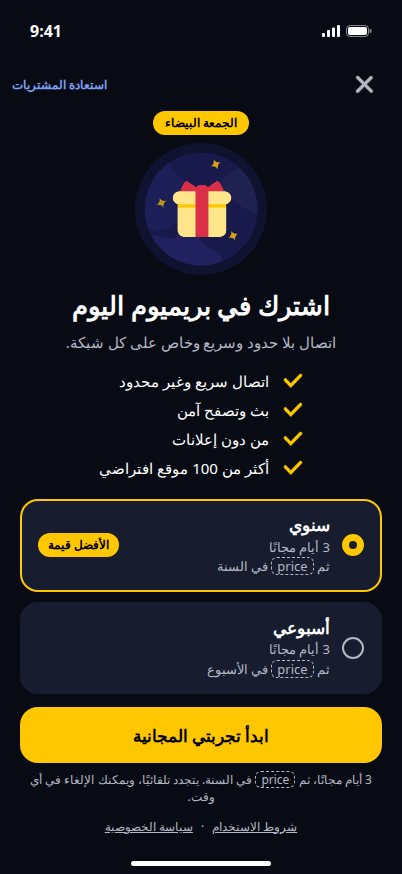 9:41
استعادة المشتريات
الجمعة البيضاء
اشترك في بريميوم اليوم
اتصال بلا حدود وسريع وخاص على كل شبكة.
اتصال سريع وغير محدود
بث وتصفح آمن
من دون إعلانات
أكثر من 100 موقع افتراضي
سنوي
3 أيام مجانًا
ثم price في السنة
الأفضل قيمة
أسبوعي
3 أيام مجانًا
ثم price في الأسبوع
ابدأ تجربتي المجانية
3 أيام مجانًا، ثم price في السنة. يتجدد تلقائيًا، ويمكنك الإلغاء في أي
وقت.
شروط الاستخدام · سياسة الخصوصية